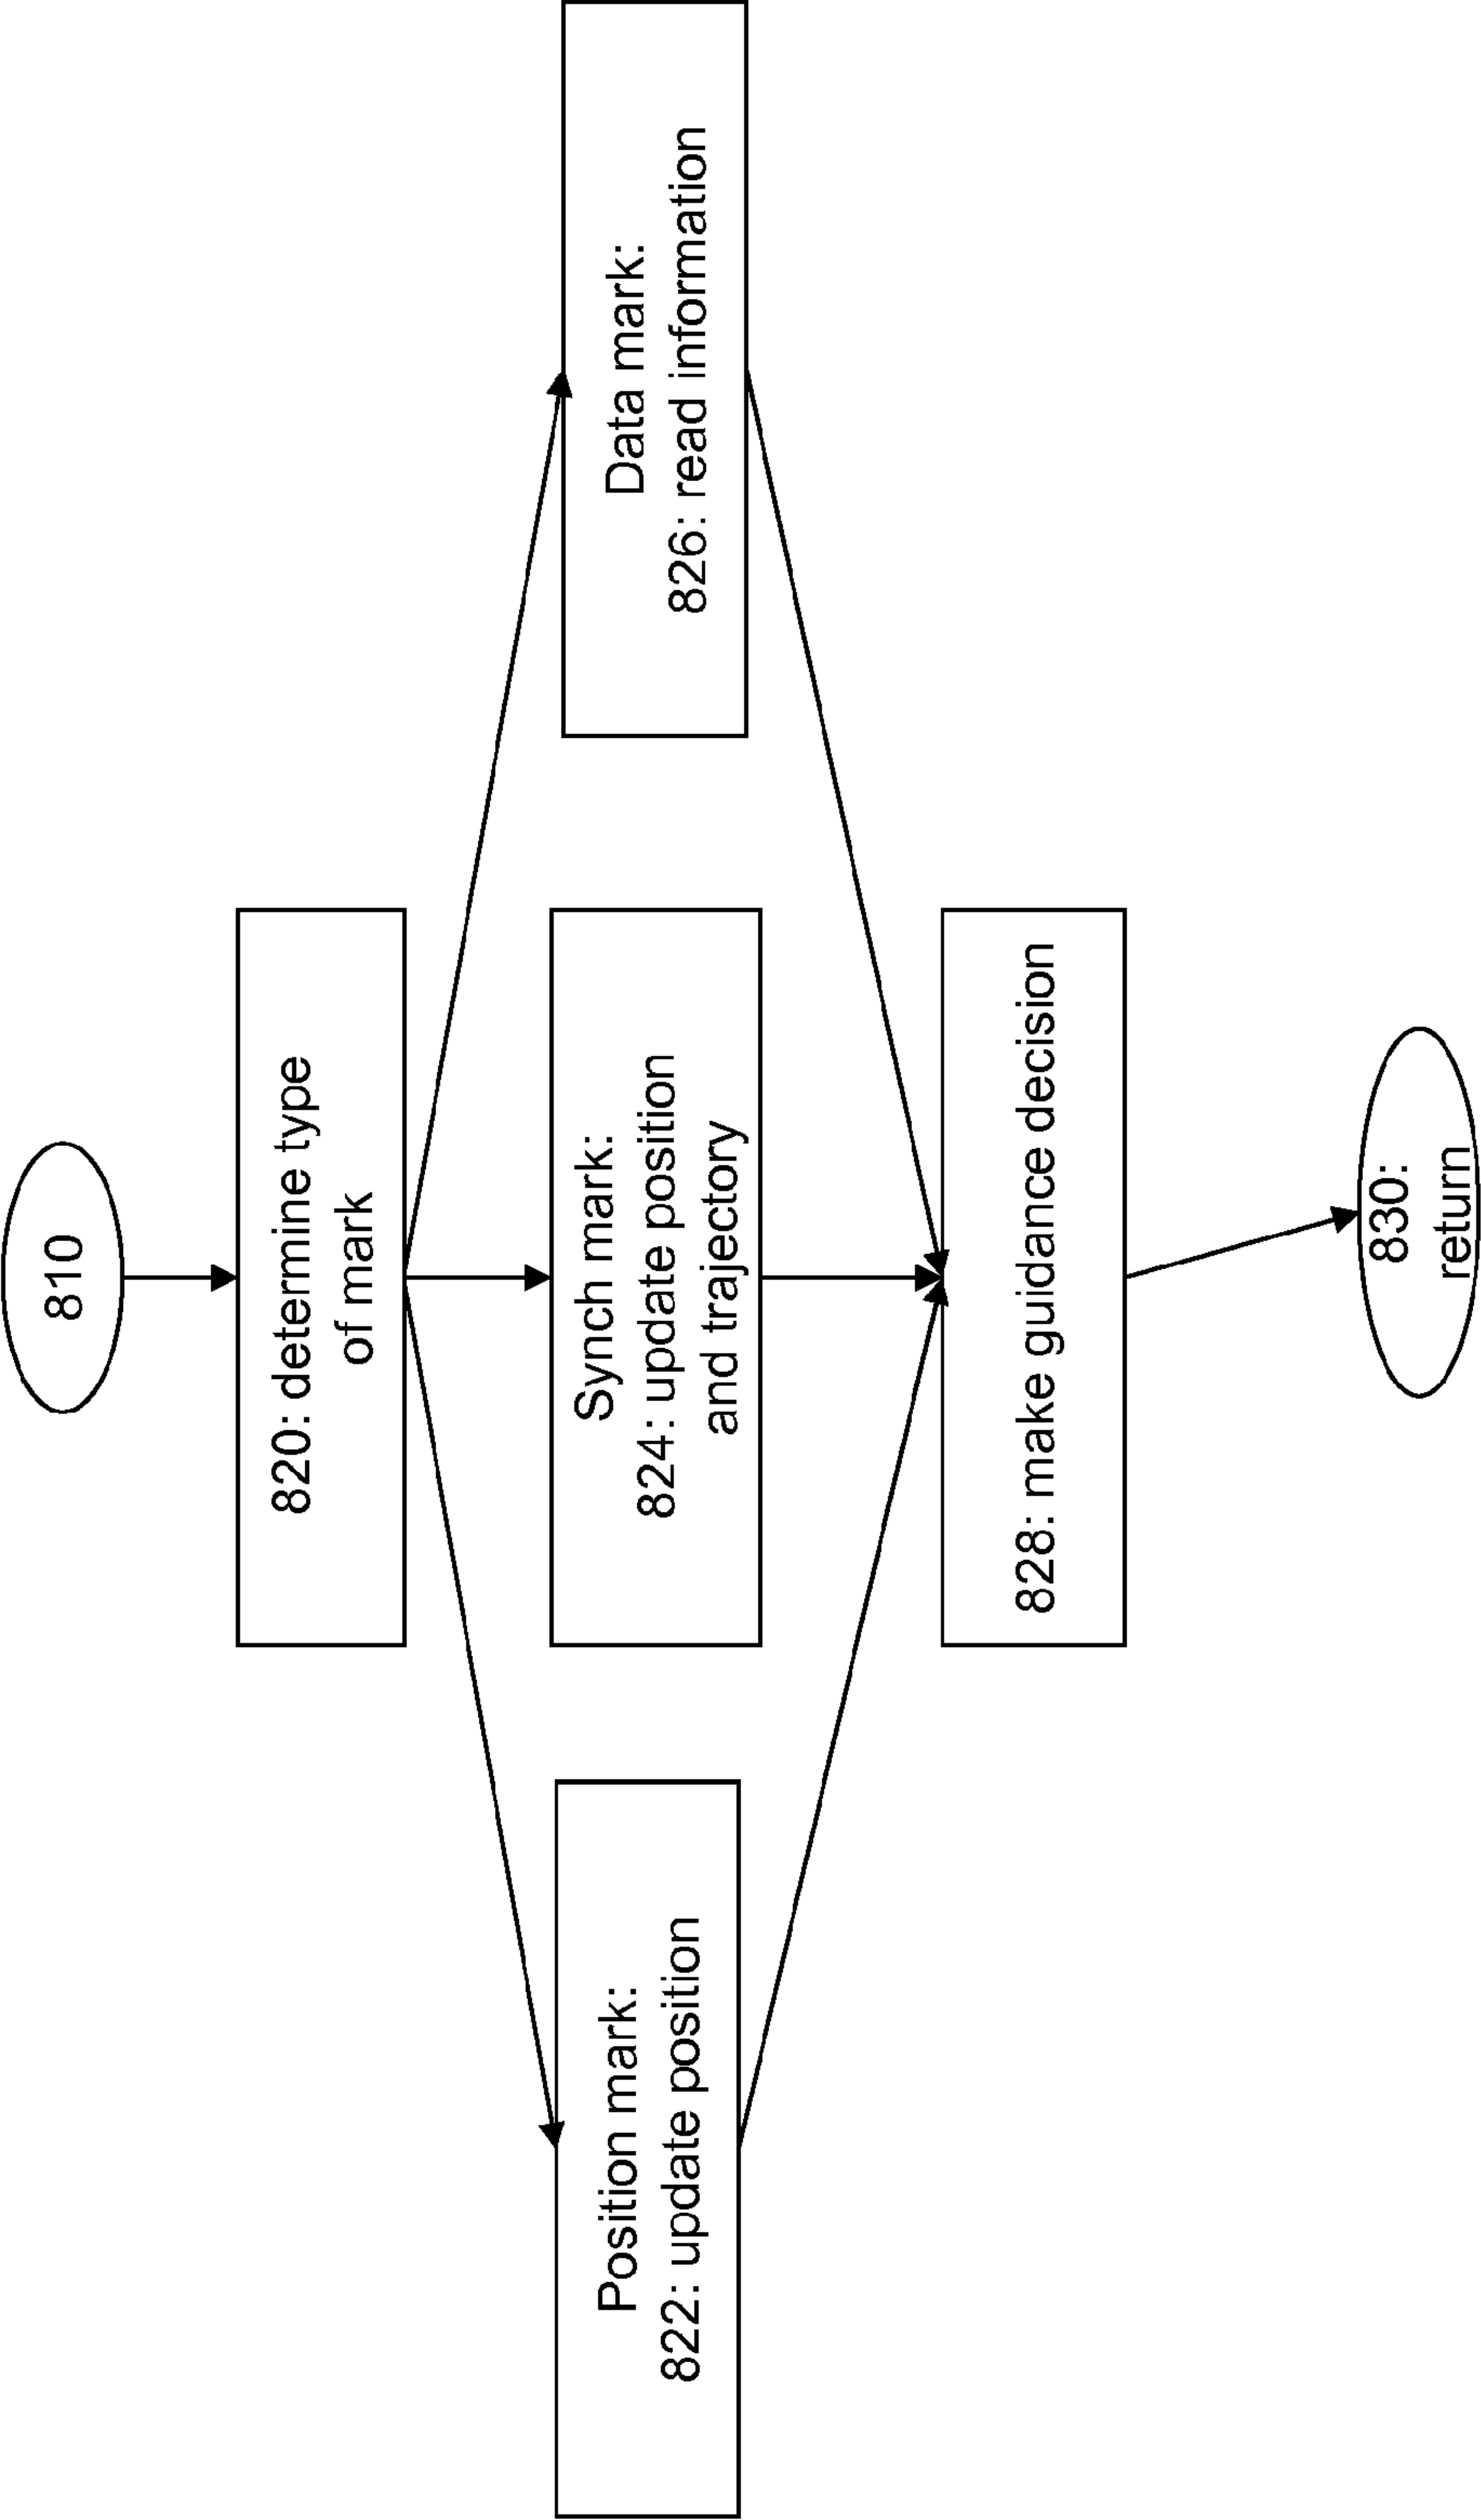 810
820: determine type
of mark
Position mark:
822: update position
Synch mark:
824: update position
and trajectory
Data mark:
826: read information
828: make guidance decision
830:
return